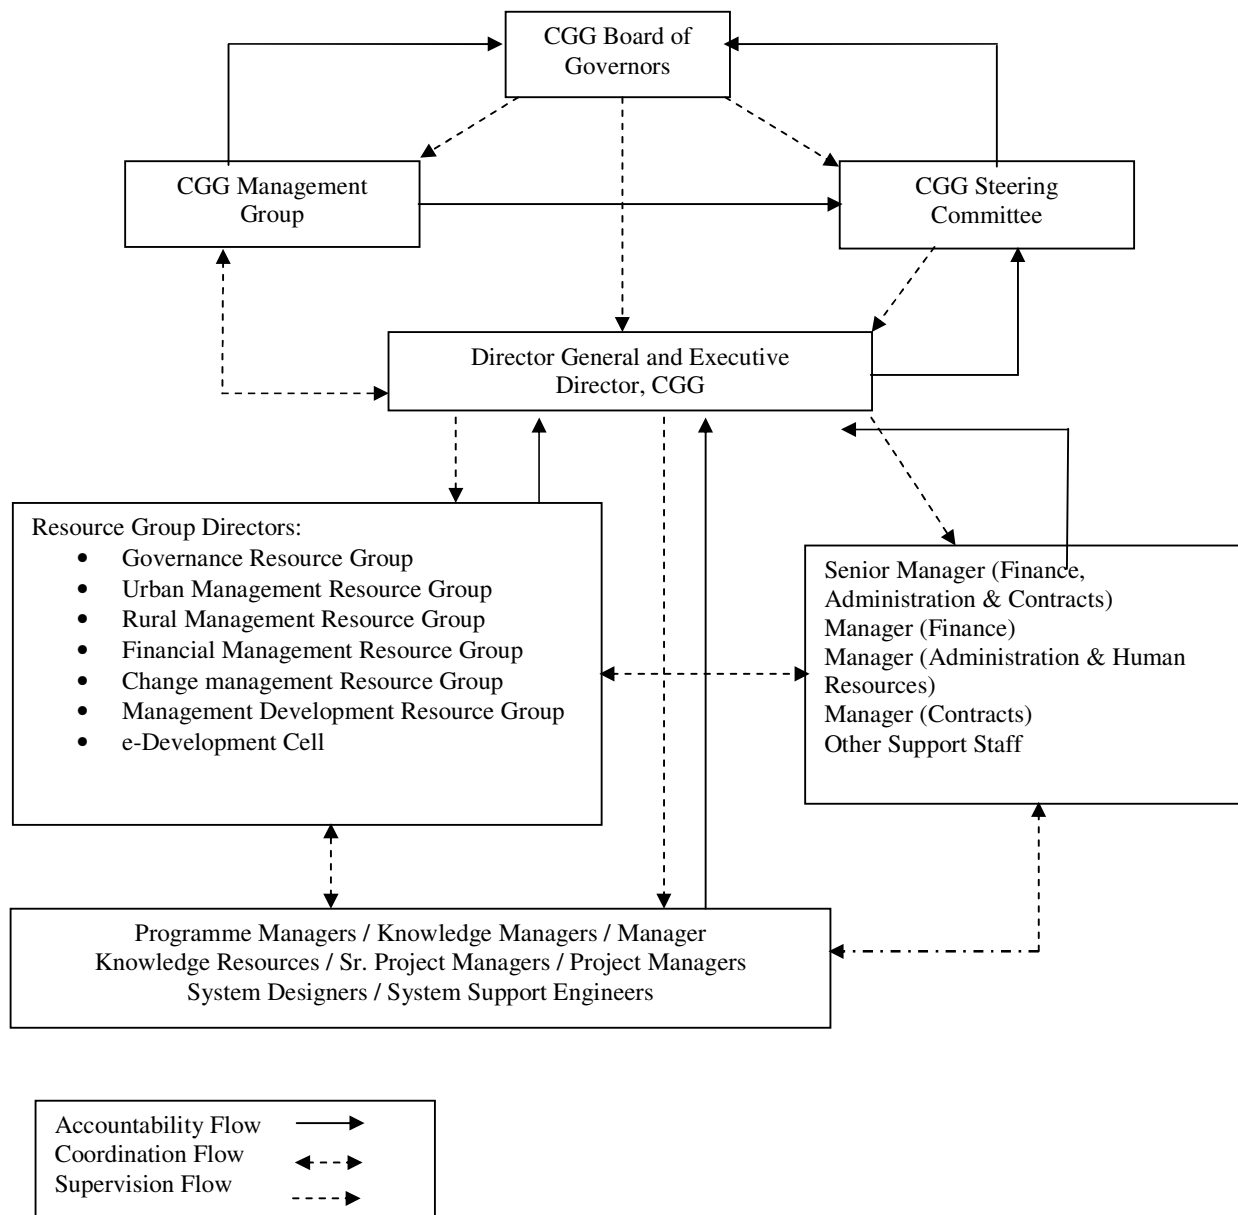 CGG Board of
Governors
CGG Management
Group
CGG Steering
Committee
Director General and Executive
Director, CGG
Resource Group Directors:
• Governance Resource Group
• Urban Management Resource Group
• Rural Management Resource Group
• Financial Management Resource Group
• Change management Resource Group
• Management Development Resource Group
• e-Development Cell
Senior Manager (Finance,
Administration & Contracts)
Manager (Finance)
Manager (Administration & Human
Resources)
Manager (Contracts)
Other Support Staff
Programme Managers / Knowledge Managers / Manager
Knowledge Resources / Sr. Project Managers / Project Managers
System Designers / System Support Engineers
Accountability Flow
Coordination Flow
Supervision Flow